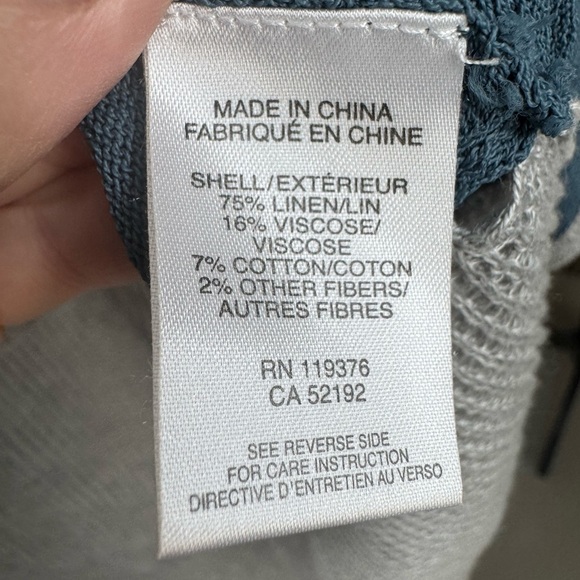 MADE IN CHINA
FABRIQUÉ EN CHINE
SHELL/EXTÉRIEUR
75% LINEN/LIN
16% VISCOSE/
VISCOSE
7% COTTON/COTON
2% OTHER FIBERS/
AUTRES FIBRES
RN 119376
CA 52192
SEE REVERSE SIDE
FOR CARE INSTRUCTION
DIRECTIVE D'ENTRETIEN AU VERSO